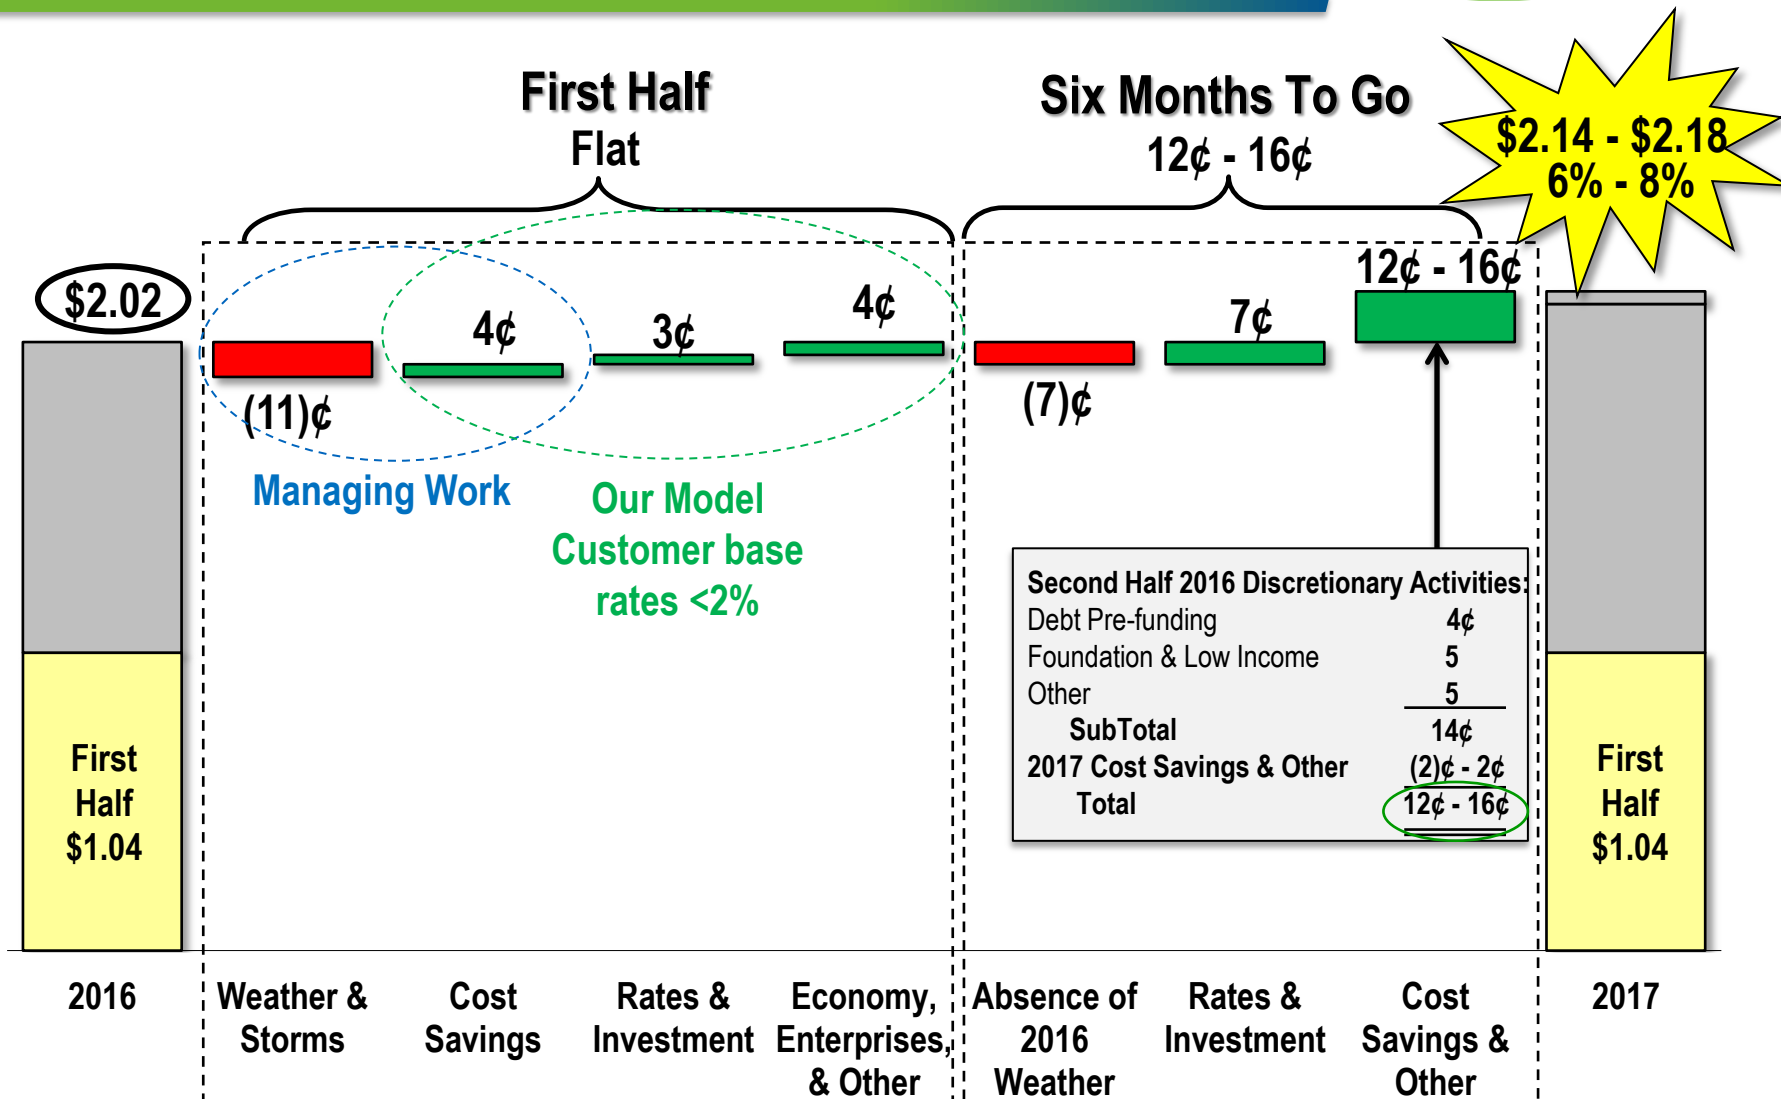 First Half
Flat
Six Months To Go
12¢ - 16¢
$2.14 - $2.18
6% - 8%
$2.02
(11)¢
4¢
3¢
4¢
(7)¢
7¢
12¢ - 16¢
Managing Work
Our Model
Customer base
rates <2%
Second Half 2016 Discretionary Activities:
Debt Pre-funding 4¢
Foundation & Low Income 5
Other 5
SubTotal 14¢
2017 Cost Savings & Other (2)¢ - 2¢
Total 12¢ - 16¢
First
Half
$1.04
First
Half
$1.04
2016
Weather &
Storms
Cost
Savings
Rates &
Investment
Economy,
Enterprises,
& Other
Absence of
2016
Weather
Rates &
Investment
Cost
Savings &
Other
2017